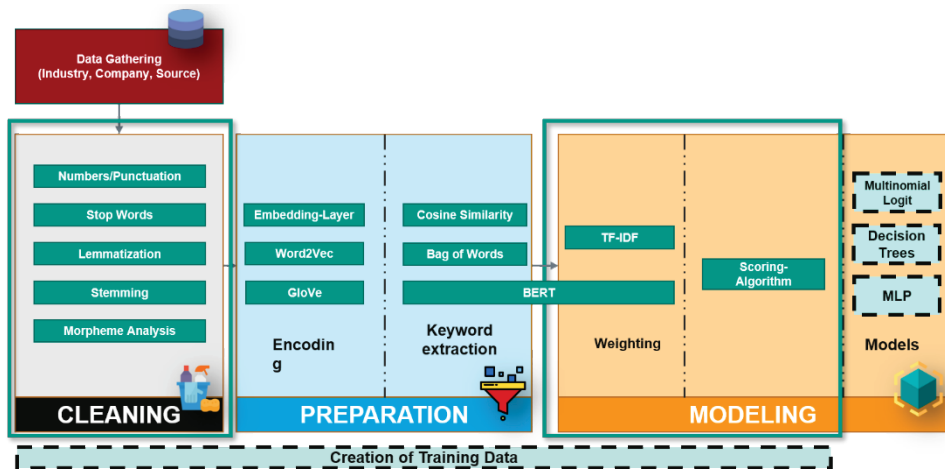 Data Gathering
(Industry, Company, Source)
Numbers/Punctuation
Stop Words
Lemmatization
Stemming
Morpheme Analysis
CLEANING
Embedding-Layer
Word2Vec
GloVe
Encodin
g
Cosine Similarity
Bag of Words
BERT
Keyword
extraction
PREPARATION
TF-IDF
Weighting
Scoring-
Algorithm
Multinomial
Logit
Decision
Trees
MLP
Models
MODELING
Creation of Training Data